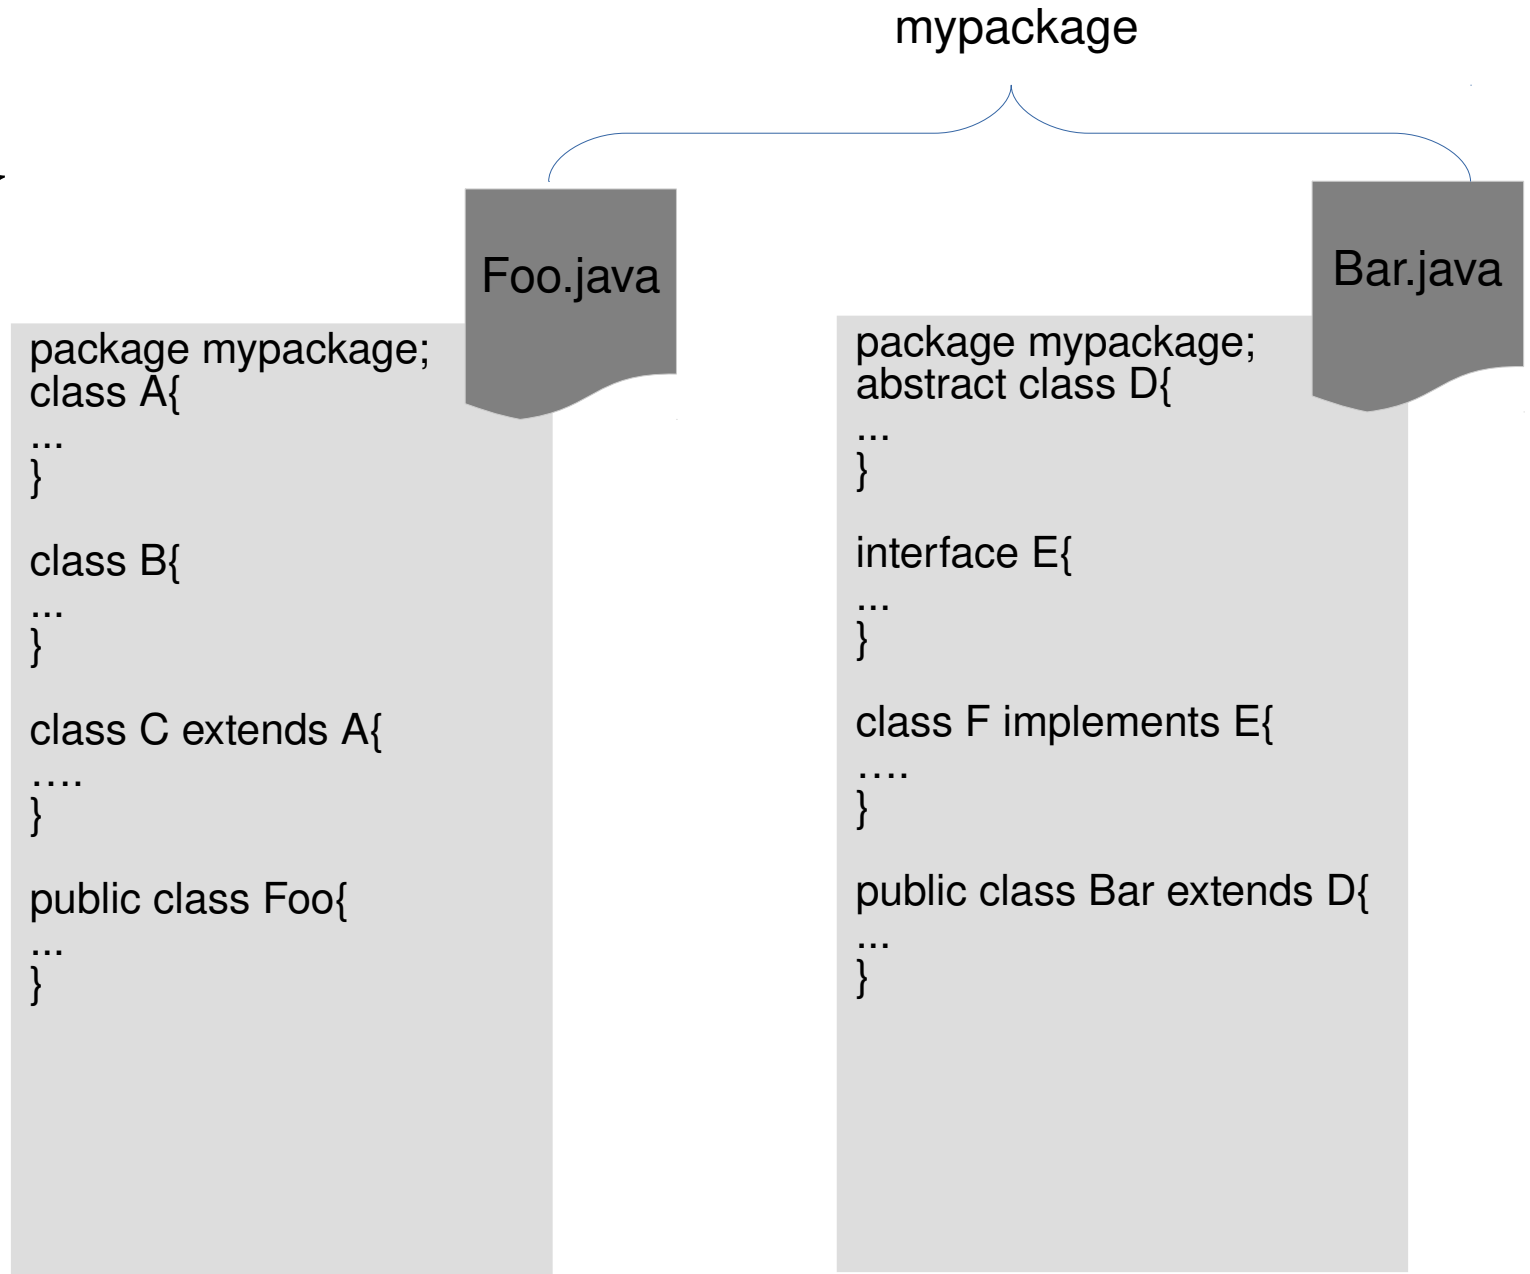 mypackage
Foo.java
package mypackage;
class A{
...
}
class B{
...
}
class C extends A{
....
}
public class Foo{
...
}
Bar.java
package mypackage;
abstract class D{
...
}
interface E{
...
}
class F implements E{
....
}
public class Bar extends D{
...
}